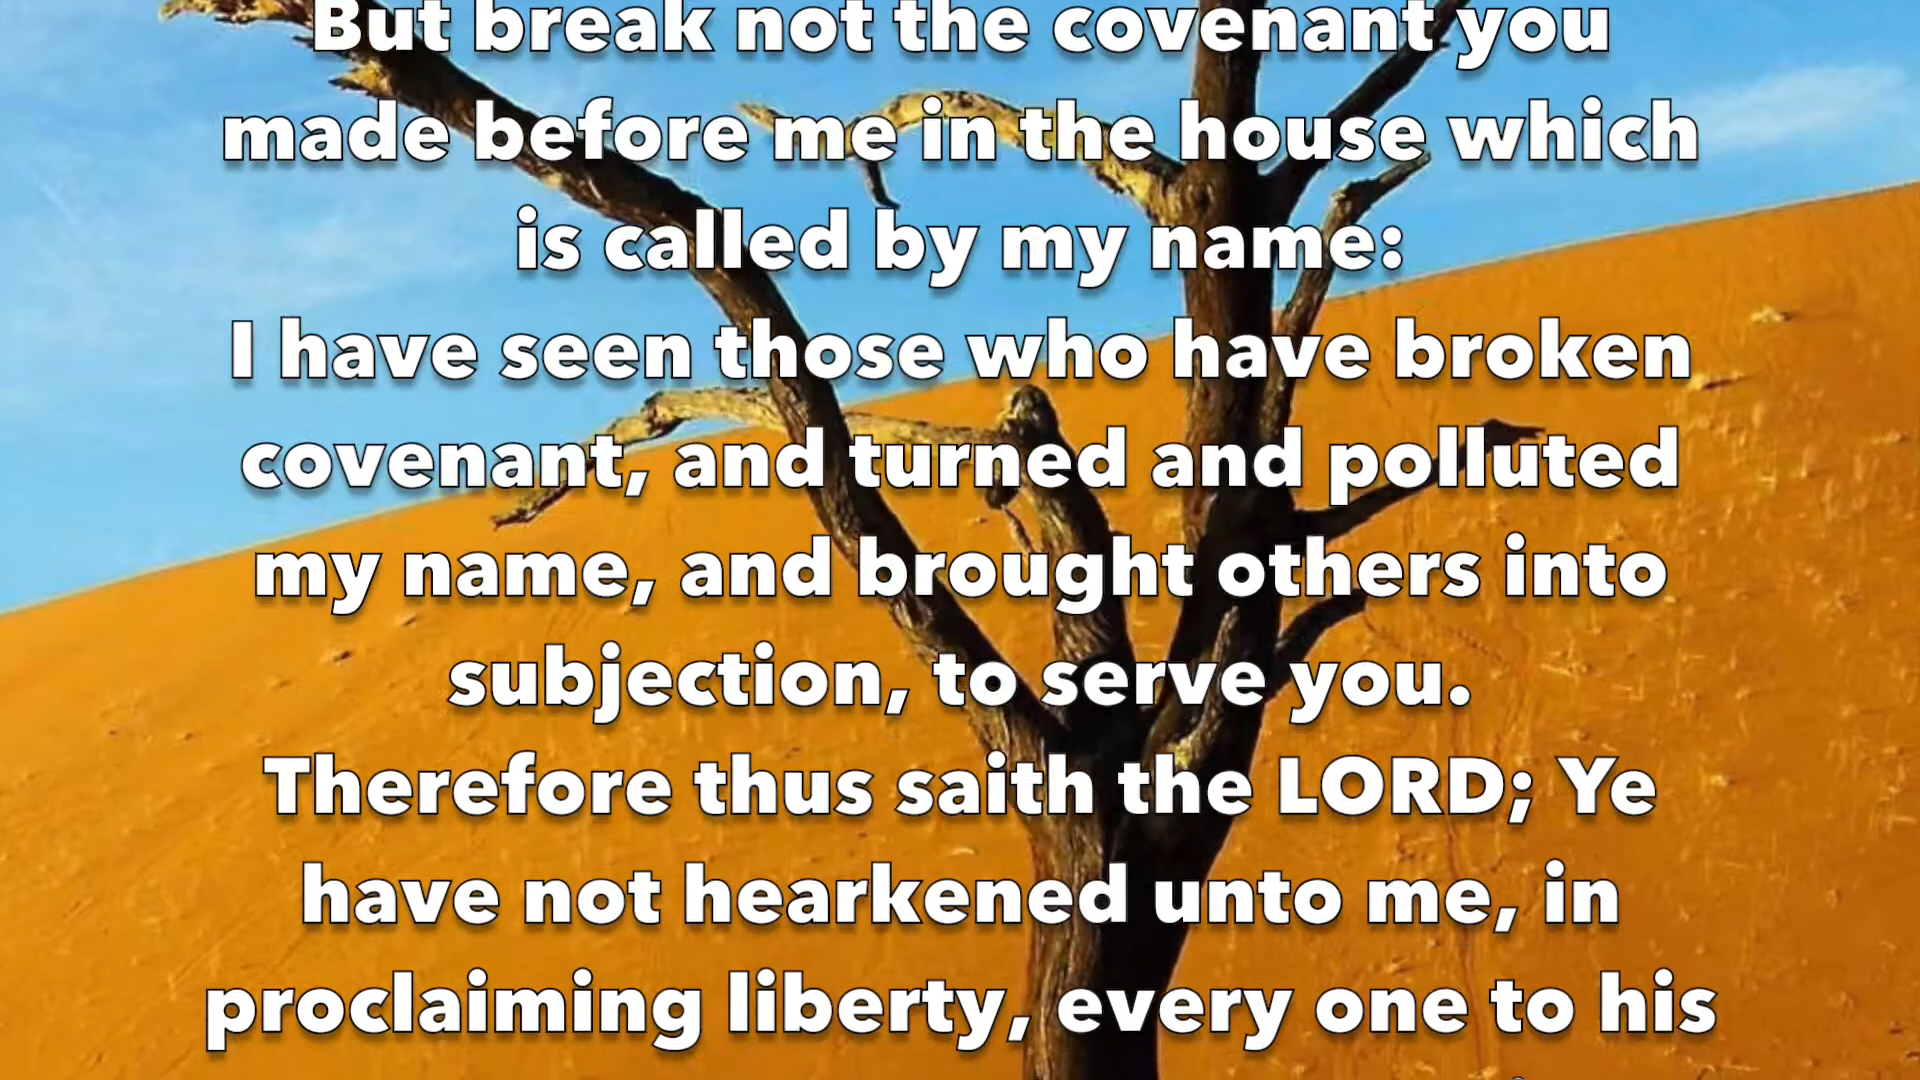 But break not the covenant you
made before me in the house which
is called by my name:
I have seen those who have broken
covenant, and turned and polluted
my name, and brought others into
subjection, to serve you.
Therefore thus saith the LORD; Ye
have not hearkened unto me, in
proclaiming liberty, every one to his